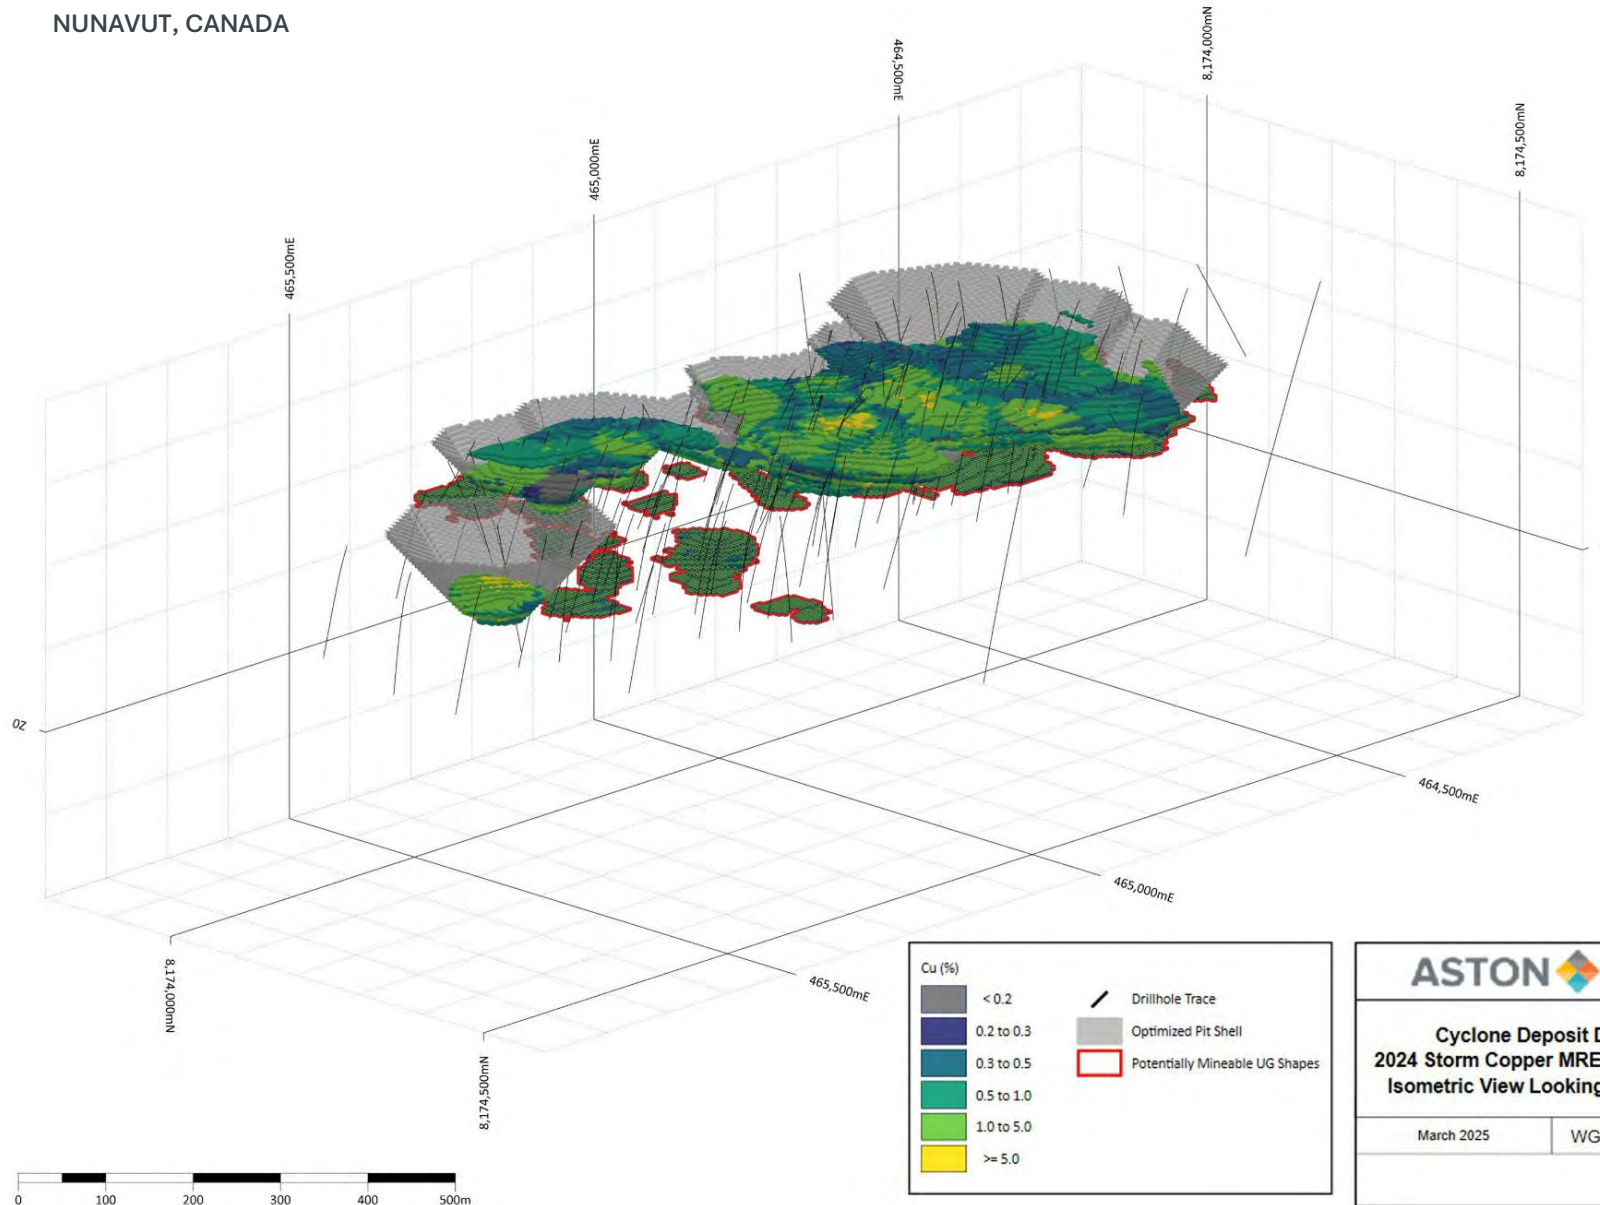 NUNAVUT, CANADA
464,500mE
8,174,000mN
465,000mE
8,174,500mN
465,500mE
0Z
464,500mE
465,000mE
465,500mE
8,174,000mN
8,174,500mN
Cu (%)
< 0.2
0.2 to 0.3
0.3 to 0.5
0.5 to 1.0
1.0 to 5.0
>= 5.0
Drillhole Trace
Optimized Pit Shell
Potentially Mineable UG Shapes
ASTON
Cyclone Deposit D
2024 Storm Copper MRE
Isometric View Looking
March 2025
WG
0 100 200 300 400 500m